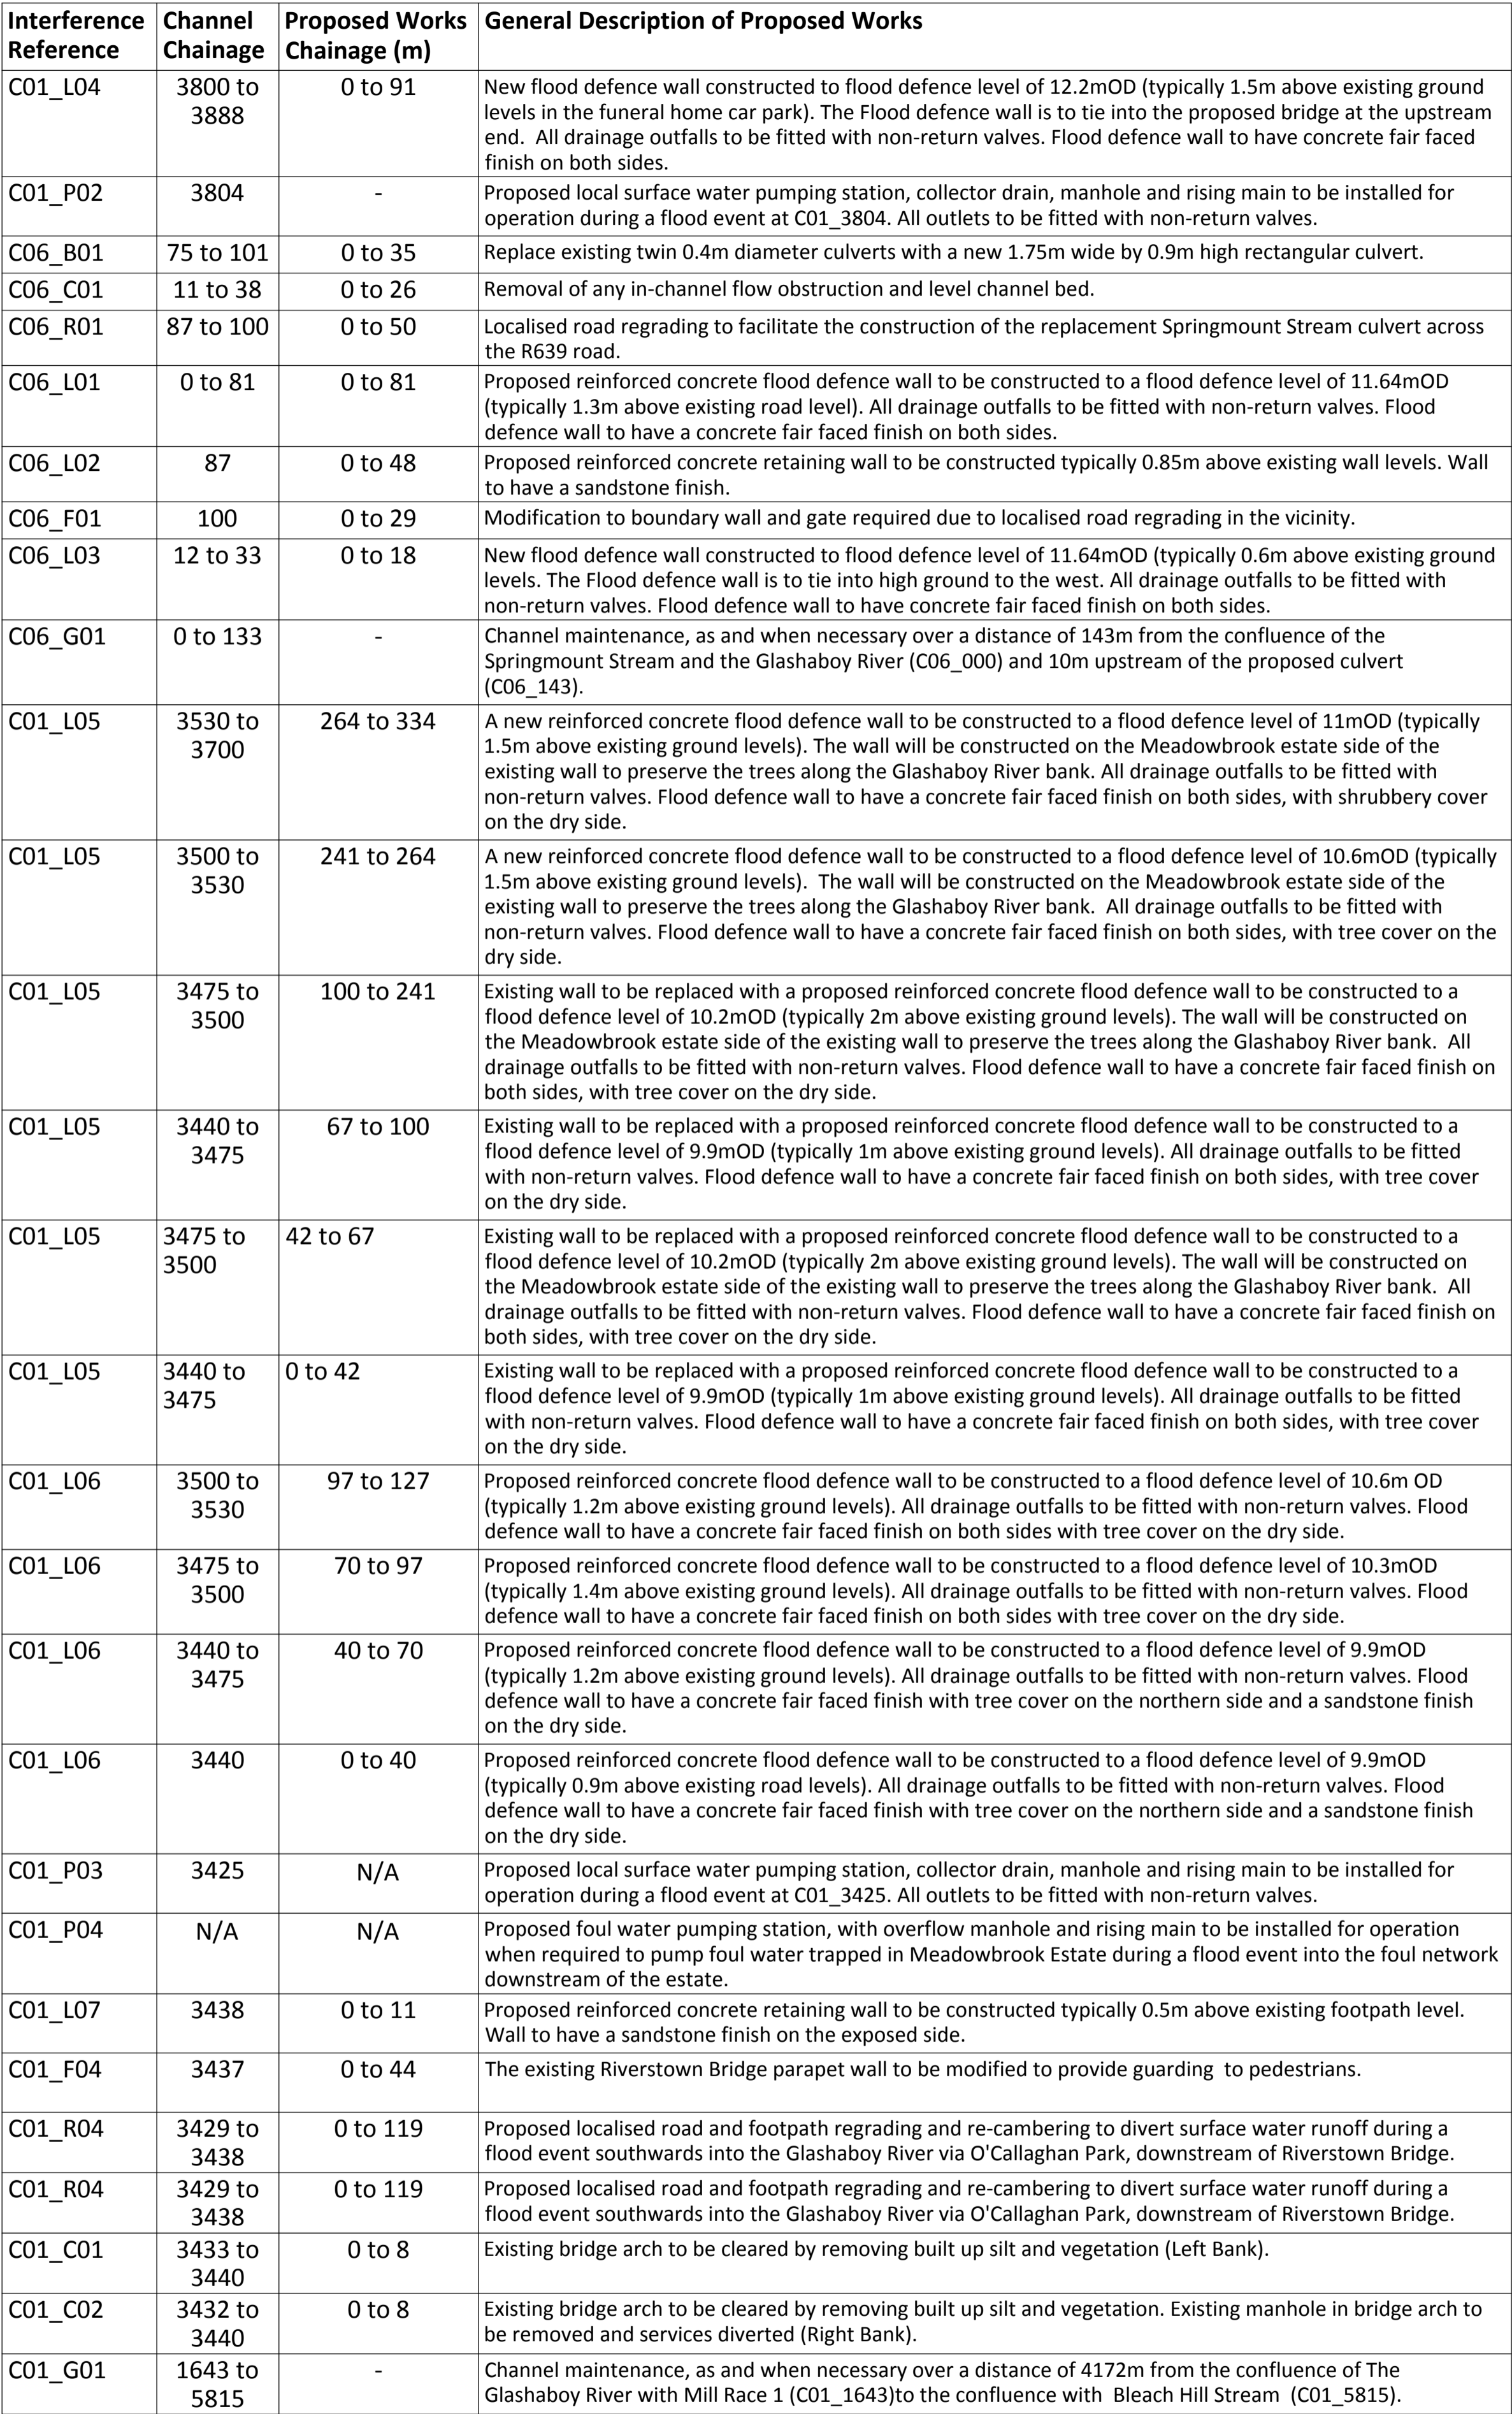 Interference Reference
Channel Chainage
Proposed Works Chainage (m)
General Description of Proposed Works
C01_L04
3800 to
3888
0 to 91
New flood defence wall constructed to flood defence level of 12.2mOD (typically 1.5m above existing ground
levels in the funeral home car park). The Flood defence wall is to tie into the proposed bridge at the upstream
end.  All drainage outfalls to be fitted with non-return valves. Flood defence wall to have concrete fair faced
finish on both sides.
C01_P02
3804
-
Proposed local surface water pumping station, collector drain, manhole and rising main to be installed for
operation during a flood event at C01_3804. All outlets to be fitted with non-return valves.
C06_B01
75 to 101
0 to 35
Replace existing twin 0.4m diameter culverts with a new 1.75m wide by 0.9m high rectangular culvert.
C06_C01
11 to 38
0 to 26
Removal of any in-channel flow obstruction and level channel bed.
C06_R01
87 to 100
0 to 50
Localised road regrading to facilitate the construction of the replacement Springmount Stream culvert across
the R639 road.
C06_L01
0 to 81
0 to 81
Proposed reinforced concrete flood defence wall to be constructed to a flood defence level of 11.64mOD
(typically 1.3m above existing road level). All drainage outfalls to be fitted with non-return valves. Flood
defence wall to have a concrete fair faced finish on both sides.
C06_L02
87
0 to 48
Proposed reinforced concrete retaining wall to be constructed typically 0.85m above existing wall levels. Wall
to have a sandstone finish.
C06_F01
100
0 to 29
Modification to boundary wall and gate required due to localised road regrading in the vicinity.
C06_L03
12 to 33
0 to 18
New flood defence wall constructed to flood defence level of 11.64mOD (typically 0.6m above existing ground
levels. The Flood defence wall is to tie into high ground to the west. All drainage outfalls to be fitted with
non-return valves. Flood defence wall to have concrete fair faced finish on both sides.
C06_G01
0 to 133
-
Channel maintenance, as and when necessary over a distance of 143m from the confluence of the
Springmount Stream and the Glashaboy River (C06_000) and 10m upstream of the proposed culvert
(C06_143).
C01_L05
3530 to
3700
264 to 334
A new reinforced concrete flood defence wall to be constructed to a flood defence level of 11mOD (typically
1.5m above existing ground levels). The wall will be constructed on the Meadowbrook estate side of the
existing wall to preserve the trees along the Glashaboy River bank. All drainage outfalls to be fitted with
non-return valves. Flood defence wall to have a concrete fair faced finish on both sides, with shrubbery cover
on the dry side.
C01_L05
3500 to
3530
241 to 264
A new reinforced concrete flood defence wall to be constructed to a flood defence level of 10.6mOD (typically
1.5m above existing ground levels).  The wall will be constructed on the Meadowbrook estate side of the
existing wall to preserve the trees along the Glashaboy River bank.  All drainage outfalls to be fitted with
non-return valves. Flood defence wall to have a concrete fair faced finish on both sides, with tree cover on the
dry side.
C01_L05
3475 to
3500
100 to 241
Existing wall to be replaced with a proposed reinforced concrete flood defence wall to be constructed to a
flood defence level of 10.2mOD (typically 2m above existing ground levels). The wall will be constructed on
the Meadowbrook estate side of the existing wall to preserve the trees along the Glashaboy River bank.  All
drainage outfalls to be fitted with non-return valves. Flood defence wall to have a concrete fair faced finish on
both sides, with tree cover on the dry side.
C01_L05
3440 to
3475
67 to 100
Existing wall to be replaced with a proposed reinforced concrete flood defence wall to be constructed to a
flood defence level of 9.9mOD (typically 1m above existing ground levels). All drainage outfalls to be fitted
with non-return valves. Flood defence wall to have a concrete fair faced finish on both sides, with tree cover
on the dry side.
C01_L05
3475 to
3500
42 to 67
Existing wall to be replaced with a proposed reinforced concrete flood defence wall to be constructed to a
flood defence level of 10.2mOD (typically 2m above existing ground levels). The wall will be constructed on
the Meadowbrook estate side of the existing wall to preserve the trees along the Glashaboy River bank.  All
drainage outfalls to be fitted with non-return valves. Flood defence wall to have a concrete fair faced finish on
both sides, with tree cover on the dry side.
C01_L05
3440 to
3475
0 to 42
Existing wall to be replaced with a proposed reinforced concrete flood defence wall to be constructed to a
flood defence level of 9.9mOD (typically 1m above existing ground levels). All drainage outfalls to be fitted
with non-return valves. Flood defence wall to have a concrete fair faced finish on both sides, with tree cover
on the dry side.
C01_L06
3500 to
3530
97 to 127
Proposed reinforced concrete flood defence wall to be constructed to a flood defence level of 10.6m OD
(typically 1.2m above existing ground levels). All drainage outfalls to be fitted with non-return valves. Flood
defence wall to have a concrete fair faced finish on both sides with tree cover on the dry side.
C01_L06
3475 to
3500
70 to 97
Proposed reinforced concrete flood defence wall to be constructed to a flood defence level of 10.3mOD
(typically 1.4m above existing ground levels). All drainage outfalls to be fitted with non-return valves. Flood
defence wall to have a concrete fair faced finish on both sides with tree cover on the dry side.
C01_L06
3440 to
3475
40 to 70
Proposed reinforced concrete flood defence wall to be constructed to a flood defence level of 9.9mOD
(typically 1.2m above existing ground levels). All drainage outfalls to be fitted with non-return valves. Flood
defence wall to have a concrete fair faced finish with tree cover on the northern side and a sandstone finish
on the dry side.
C01_L06
3440
0 to 40
Proposed reinforced concrete flood defence wall to be constructed to a flood defence level of 9.9mOD
(typically 0.9m above existing road levels). All drainage outfalls to be fitted with non-return valves. Flood
defence wall to have a concrete fair faced finish with tree cover on the northern side and a sandstone finish
on the dry side.
C01_P03
3425
N/A
Proposed local surface water pumping station, collector drain, manhole and rising main to be installed for
operation during a flood event at C01_3425. All outlets to be fitted with non-return valves.
C01_P04
N/A
N/A
Proposed foul water pumping station, with overflow manhole and rising main to be installed for operation
when required to pump foul water trapped in Meadowbrook Estate during a flood event into the foul network
downstream of the estate.
C01_L07
3438
0 to 11
Proposed reinforced concrete retaining wall to be constructed typically 0.5m above existing footpath level.
Wall to have a sandstone finish on the exposed side.
C01_F04
3437
0 to 44
The existing Riverstown Bridge parapet wall to be modified to provide guarding  to pedestrians.
C01_R04
3429 to
3438
0 to 119
Proposed localised road and footpath regrading and re-cambering to divert surface water runoff during a
flood event southwards into the Glashaboy River via O'Callaghan Park, downstream of Riverstown Bridge.
C01_R04
3429 to
3438
0 to 119
Proposed localised road and footpath regrading and re-cambering to divert surface water runoff during a
flood event southwards into the Glashaboy River via O'Callaghan Park, downstream of Riverstown Bridge.
C01_C01
3433 to
3440
0 to 8
Existing bridge arch to be cleared by removing built up silt and vegetation (Left Bank).
C01_C02
3432 to
3440
0 to 8
Existing bridge arch to be cleared by removing built up silt and vegetation. Existing manhole in bridge arch to
be removed and services diverted (Right Bank).
C01_G01
1643 to
5815
-
Channel maintenance, as and when necessary over a distance of 4172m from the confluence of The
Glashaboy River with Mill Race 1 (C01_1643)to the confluence with  Bleach Hill Stream  (C01_5815).